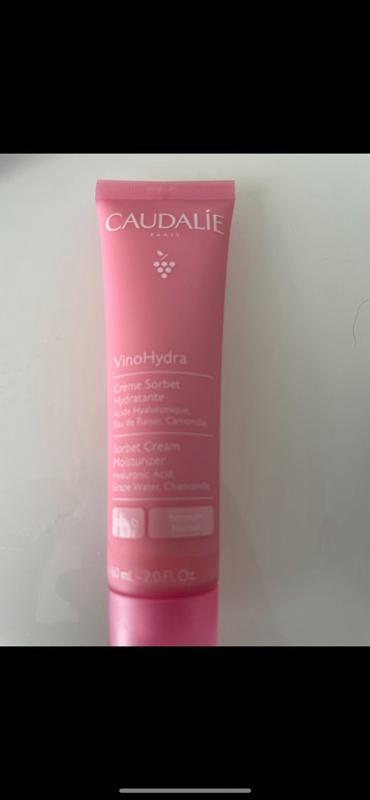 CAUDALÍE
PARIS
VinoHydra
Crème Sorbet
Hydratante
Acide Hyaluronique,
Eau de Raisin, Camomille,
Sorbet Cream
Moisturizer
Hyaluronic Acid,
Grape Water, Chamomile,
60 mL - 2.0 Fl. Oz.